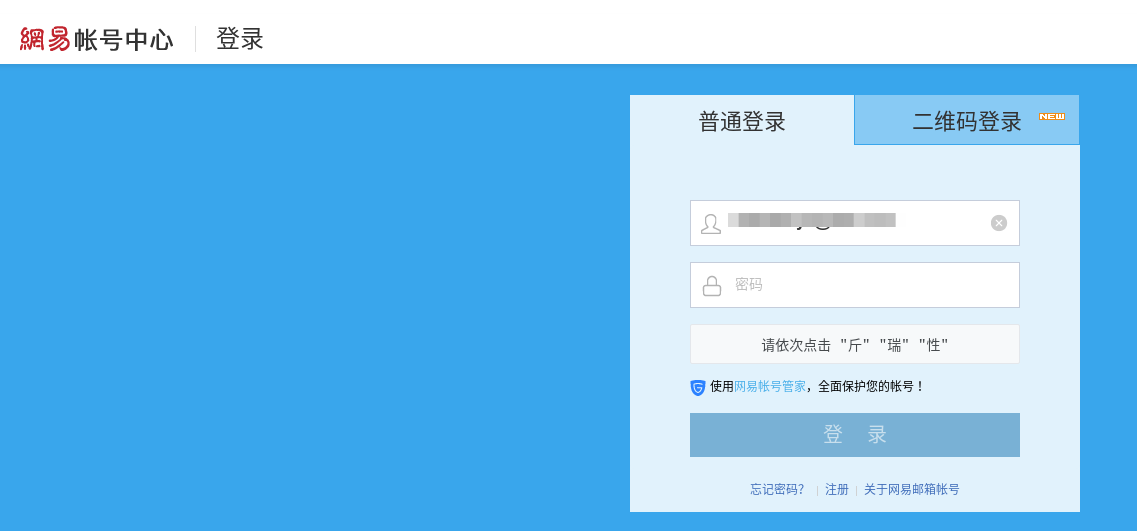 網易帐号中心 登录
普通登录 二维码登录 NEW
密码
请依次点击 "斤" "瑞" "性"
使用网易帐号管家，全面保护您的帐号！
登 录
忘记密码？ | 注册 | 关于网易邮箱帐号